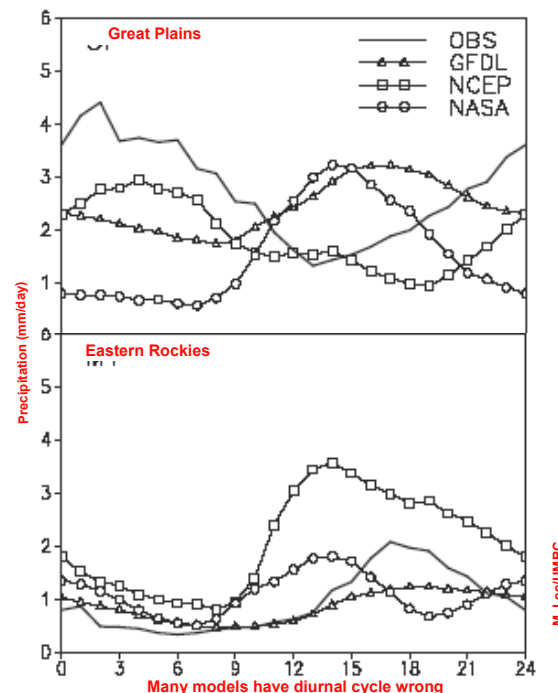 6
Great Plains
OBS
GFDL
NCEP
NASA
5
4
3
2
1
Precipitation (mm/day)
Eastern Rockies
5
4
3
2
1
0
0 3 6 9 12 15 18 21 24
Many models have diurnal cycle wrong